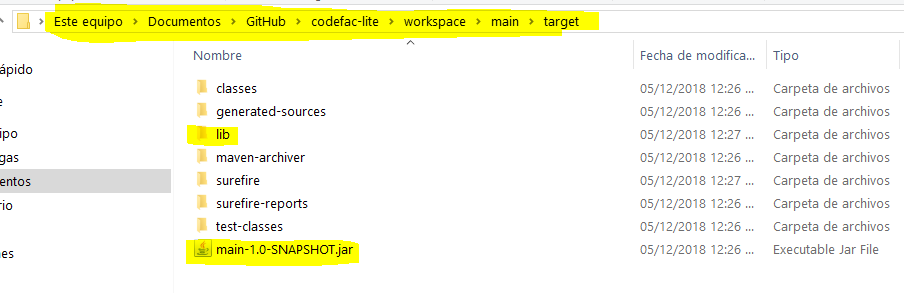 Este equipo > Documentos > GitHub > codefac-lite > workspace > main > target
Nombre Fecha de modifica... Tipo
ápido
classes 05/12/2018 12:26 ... Carpeta de archivos
generated-sources 05/12/2018 12:26 ... Carpeta de archivos
ipo lib 05/12/2018 12:27 ... Carpeta de archivos
gas maven-archiver 05/12/2018 12:26 ... Carpeta de archivos
entos surefire 05/12/2018 12:27 ... Carpeta de archivos
rio surefire-reports 05/12/2018 12:26 ... Carpeta de archivos
test-classes 05/12/2018 12:26 ... Carpeta de archivos
nes main-1.0-SNAPSHOT.jar 05/12/2018 12:26 ... Executable Jar File